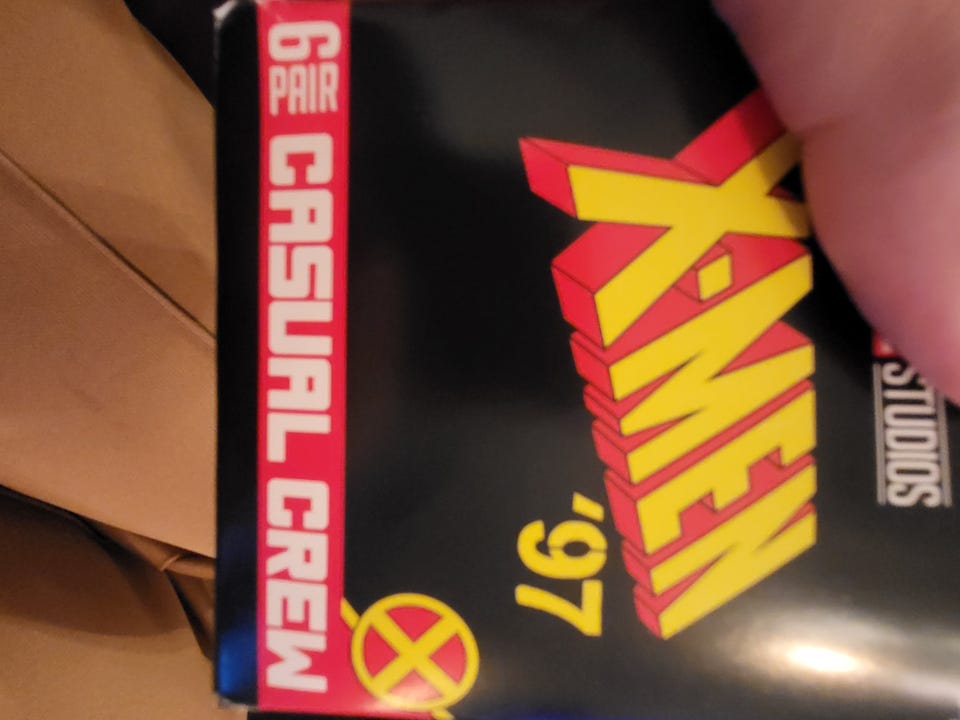 STUDIOS
X-MEN
'97
6 PAIR CASUAL CREW